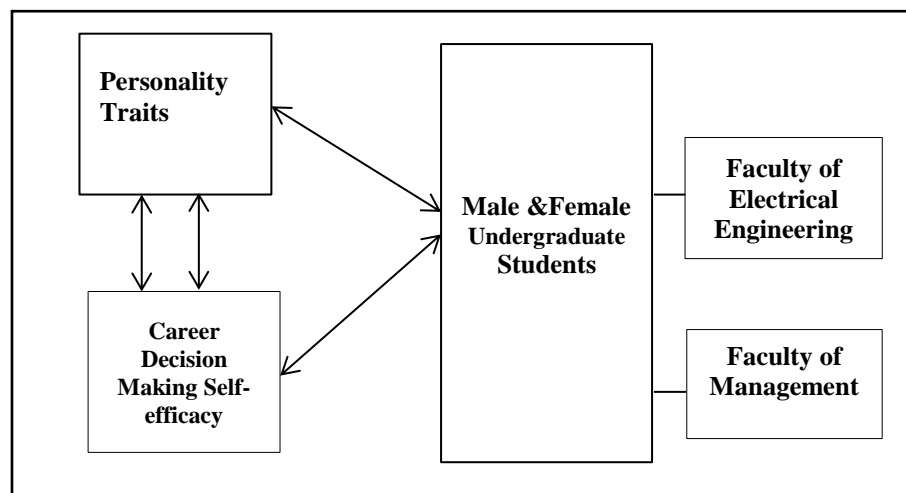 Personality
Traits
Career
Decision
Making Self-
efficacy
Male &Female
Undergraduate
Students
Faculty of
Electrical
Engineering
Faculty of
Management